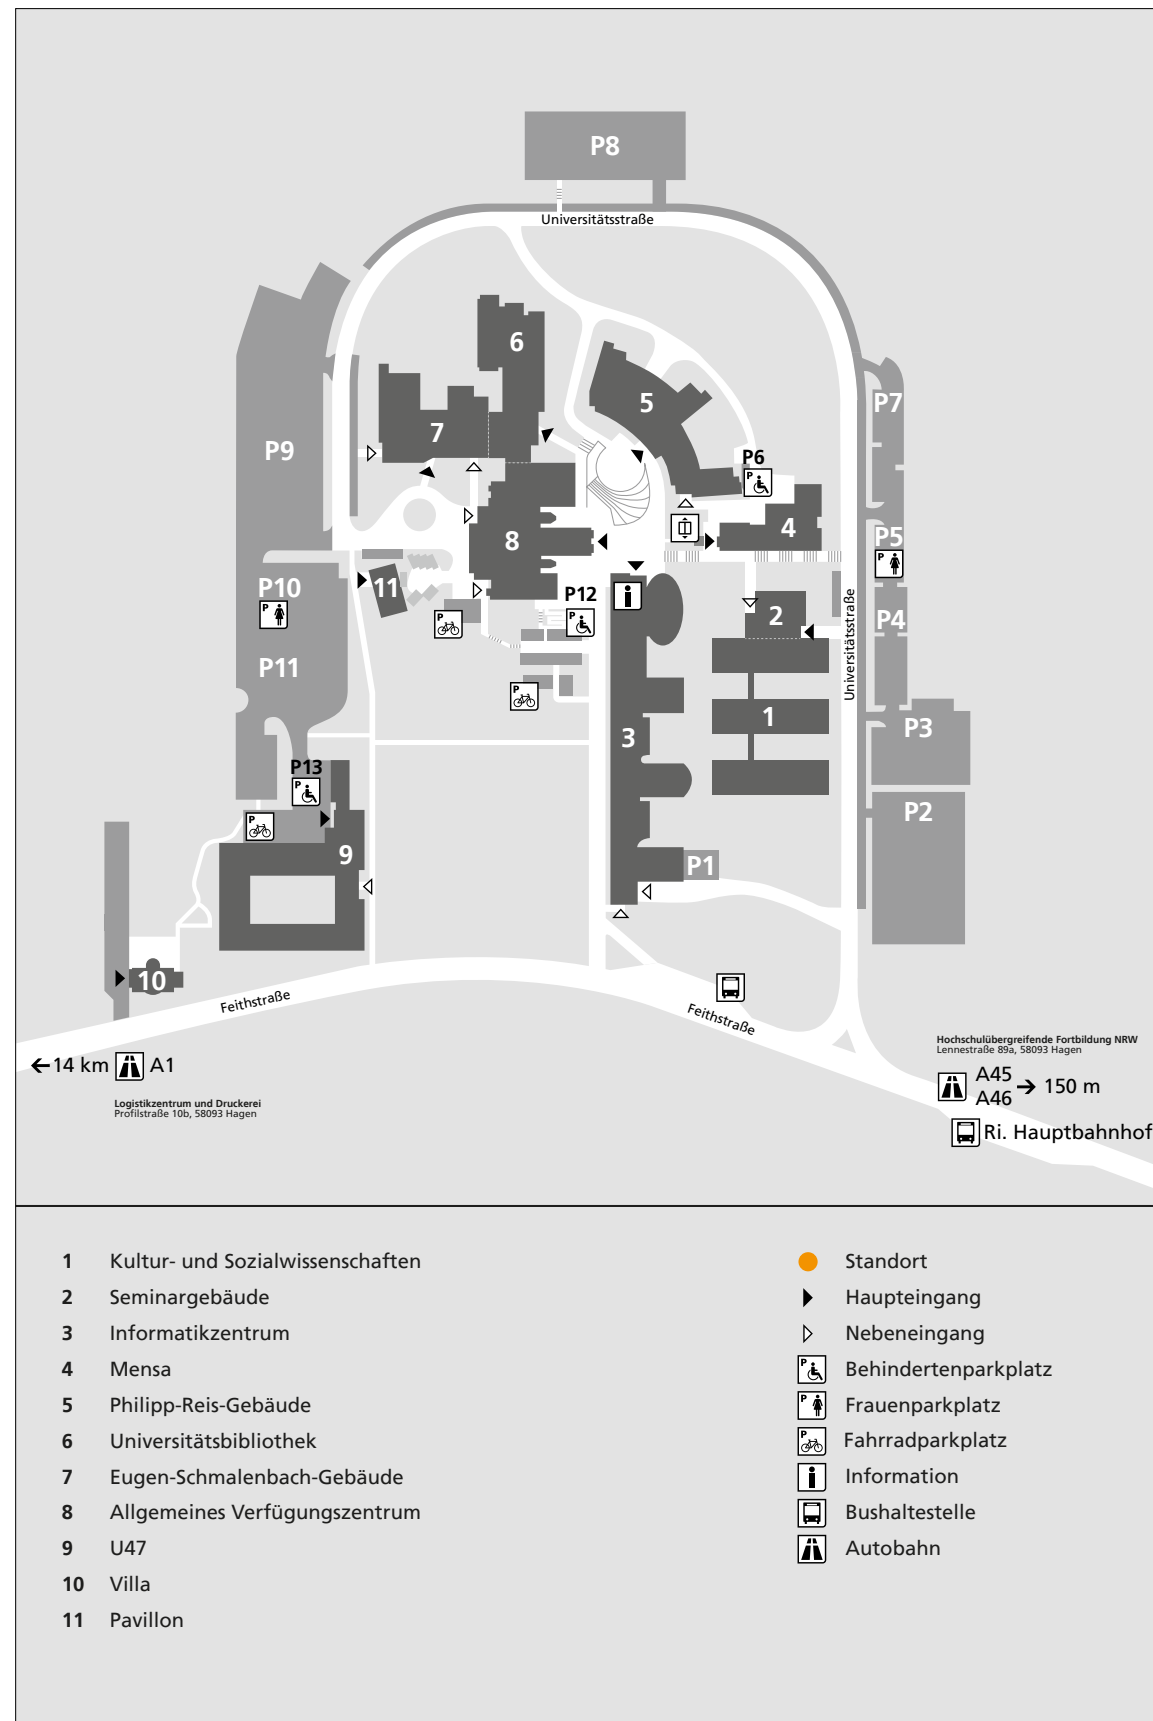 P8
Universitätsstraße
6
5
7
P7
P9
P6
P
4
8
P5
P
11
P10
P
P12
P
P
2
P4
Universitätsstraße
P11
P
1
3
P3
P13
P
P2
P
9
P1
10
Feithstraße
Feithstraße
14 km A1
Logistikzentrum und Druckerei
Profilstraße 10b, 58093 Hagen
Hochschulübergreifende Fortbildung NRW
Lennestraße 89a, 58093 Hagen
A45
A46 150 m
Ri. Hauptbahnhof
1 Kultur- und Sozialwissenschaften
2 Seminargebäude
3 Informatikzentrum
4 Mensa
5 Philipp-Reis-Gebäude
6 Universitätsbibliothek
7 Eugen-Schmalenbach-Gebäude
8 Allgemeines Verfügungszentrum
9 U47
10 Villa
11 Pavillon
Standort
Haupteingang
Nebeneingang
P Behindertenparkplatz
P Frauenparkplatz
P Fahrradparkplatz
Information
Bushaltestelle
Autobahn